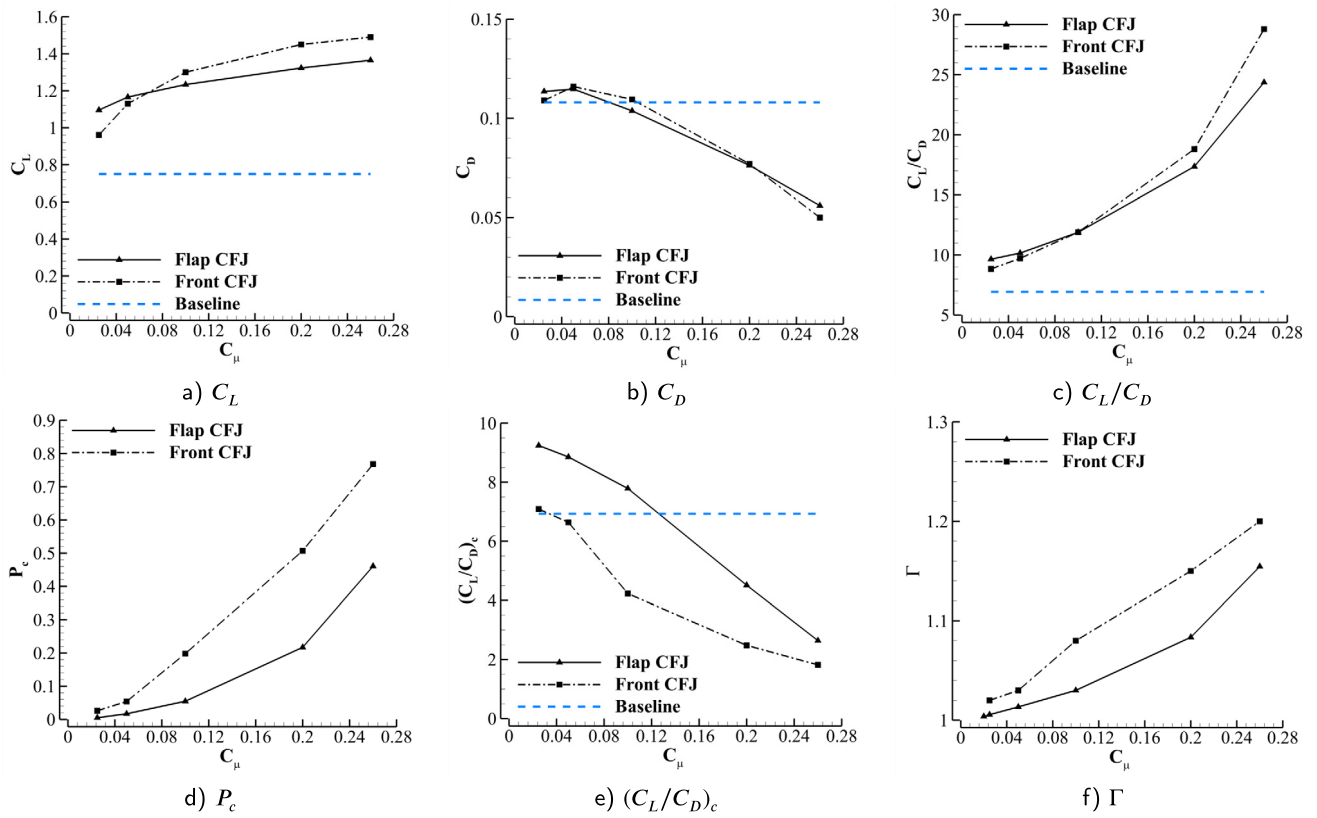 1.6
1.4
1.2
1
0.8
0.6
0.4
0.2
0
C_L
Flap CFJ
Front CFJ
Baseline
0 0.04 0.08 0.12 0.16 0.2 0.24 0.28
C_μ
a) C_L
0.15
0.1
0.05
0
C_D
Flap CFJ
Front CFJ
Baseline
0 0.04 0.08 0.12 0.16 0.2 0.24 0.28
C_μ
b) C_D
30
25
20
15
10
5
C_L/C_D
Flap CFJ
Front CFJ
Baseline
0 0.04 0.08 0.12 0.16 0.2 0.24 0.28
C_μ
c) C_L/C_D
0.9
0.8
0.7
0.6
0.5
0.4
0.3
0.2
0.1
0
P_c
Flap CFJ
Front CFJ
0 0.04 0.08 0.12 0.16 0.2 0.24 0.28
C_μ
d) P_c
10
8
6
4
2
0
(C_L/C_D)_c
Flap CFJ
Front CFJ
Baseline
0 0.04 0.08 0.12 0.16 0.2 0.24 0.28
C_μ
e) (C_L/C_D)_c
1.3
1.2
1.1
1
Γ
Flap CFJ
Front CFJ
0 0.04 0.08 0.12 0.16 0.2 0.24 0.28
C_μ
f) Γ